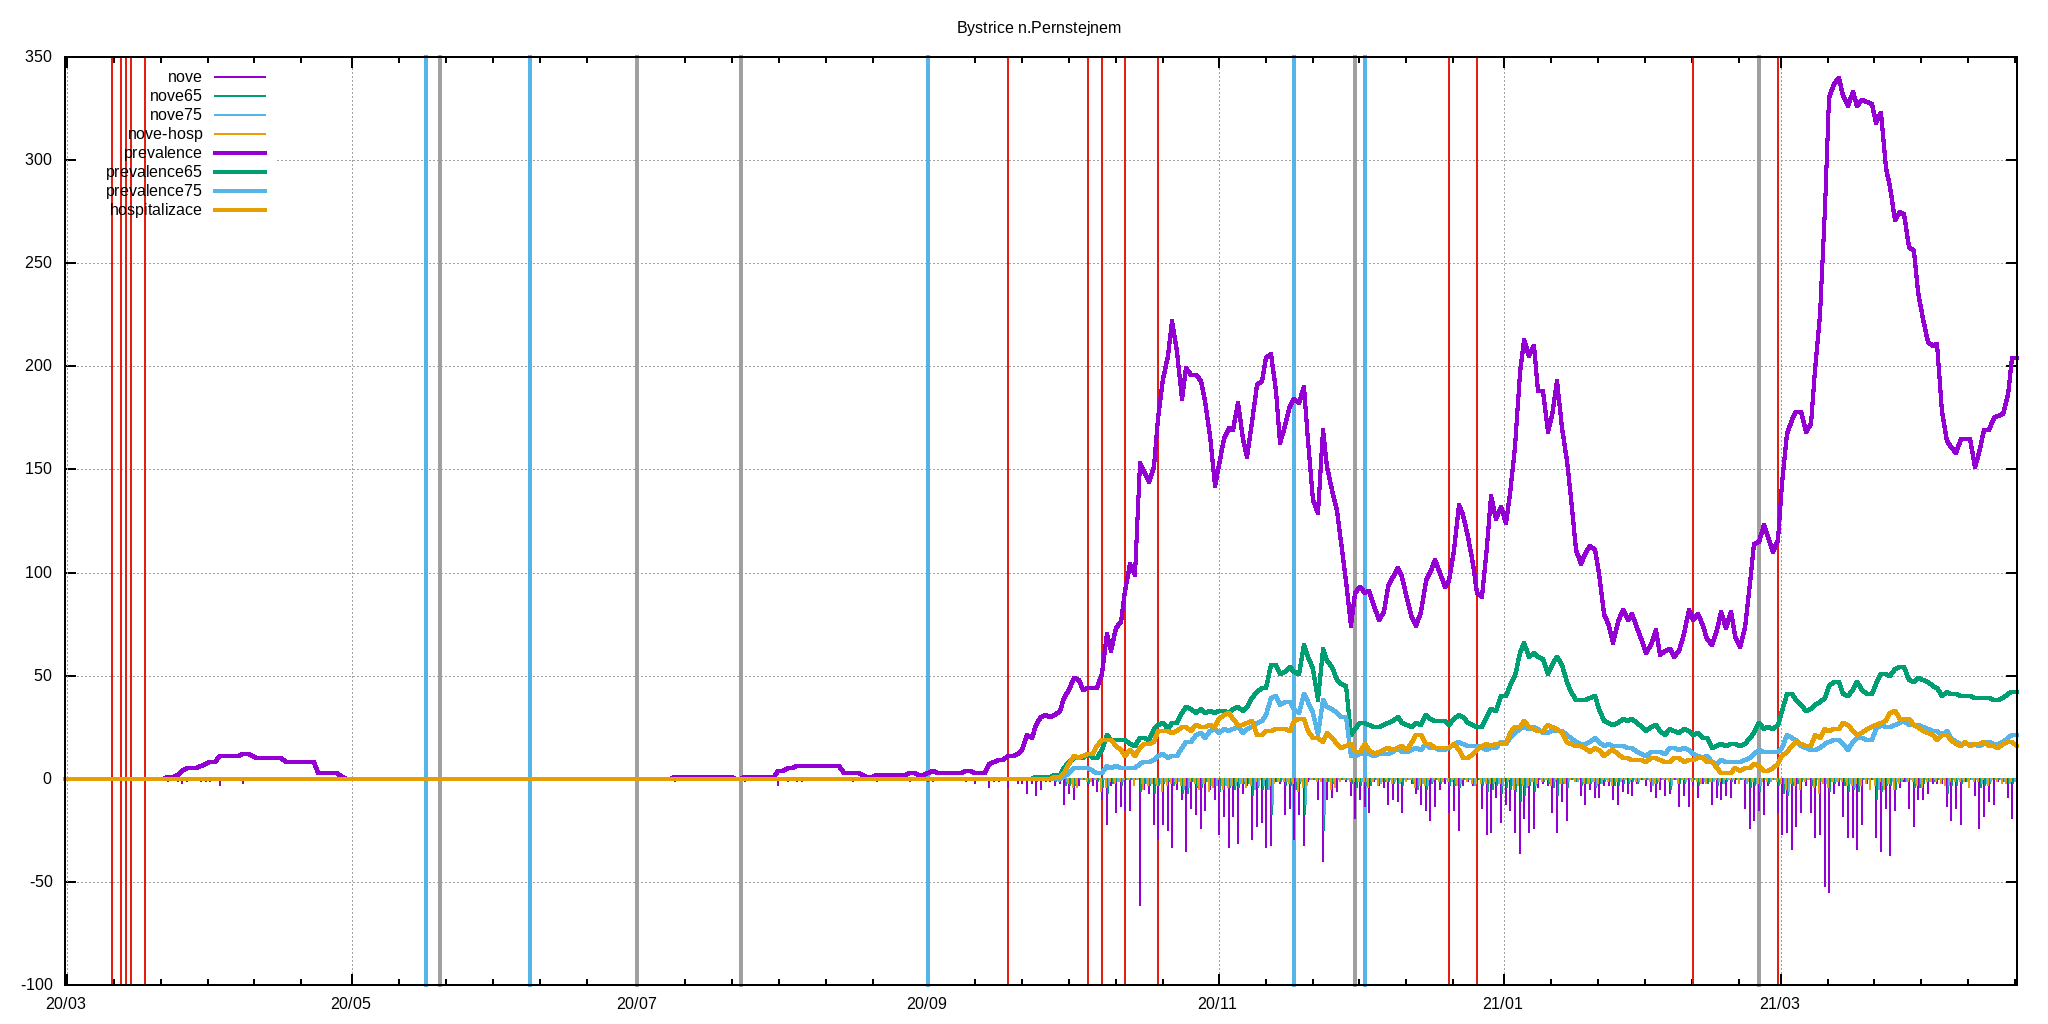 Bystrice n.Pernstejnem
350
300
250
200
150
100
50
0
-50
-100
nove
nove65
nove75
nove-hosp
prevalence
prevalence65
prevalence75
hospitalizace
20/03 20/05 20/07 20/09 20/11 21/01 21/03